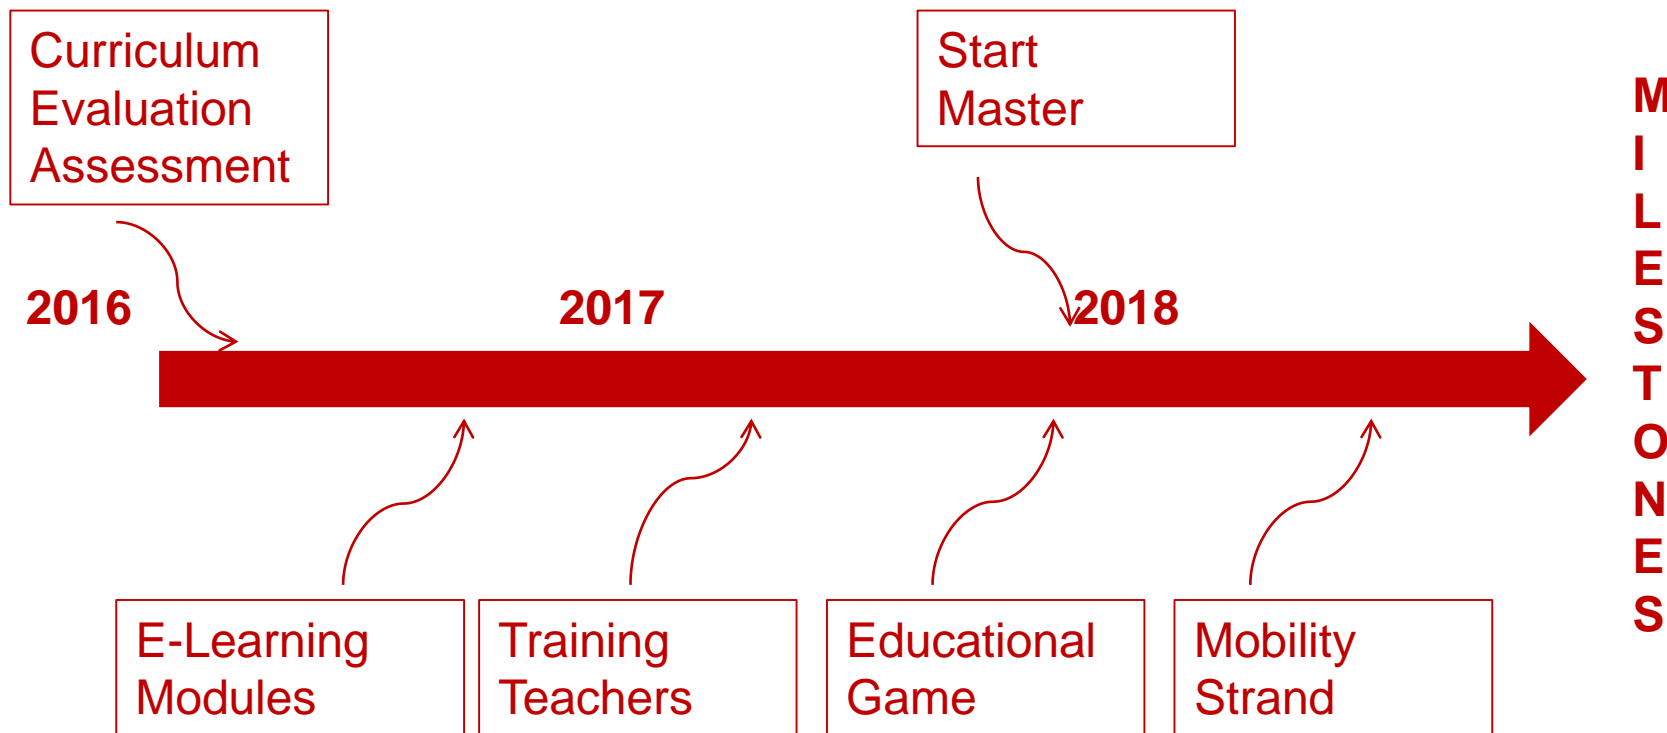 Curriculum
Evaluation
Assessment
Start
Master
2016
2017
2018
E-Learning
Modules
Training
Teachers
Educational
Game
Mobility
Strand
M
I
L
E
S
T
O
N
E
S